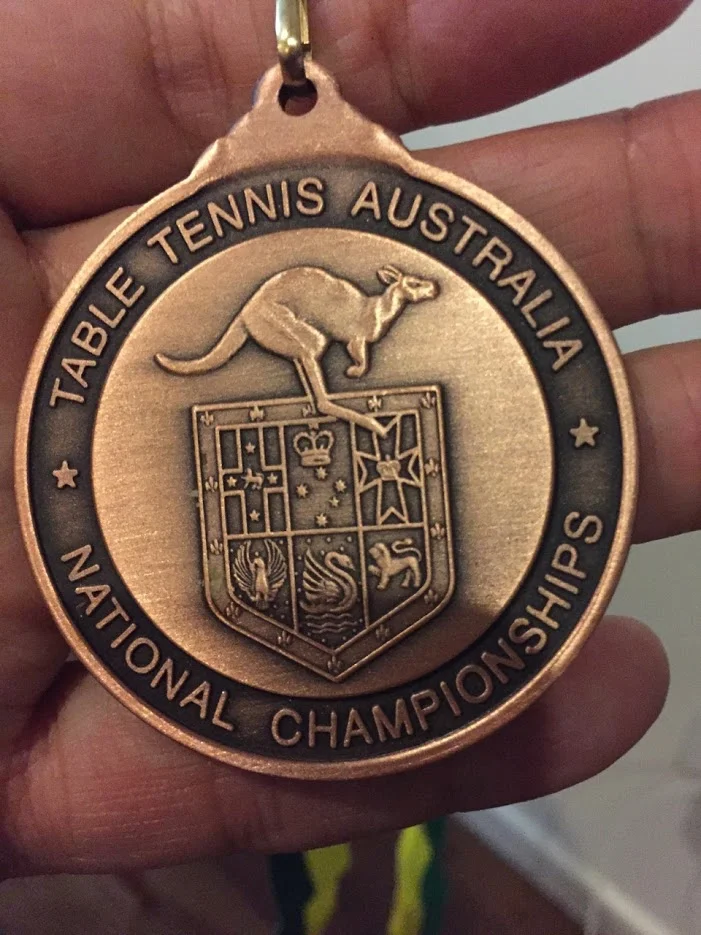 TABLE TENNIS AUSTRALIA
NATIONAL CHAMPIONSHIPS